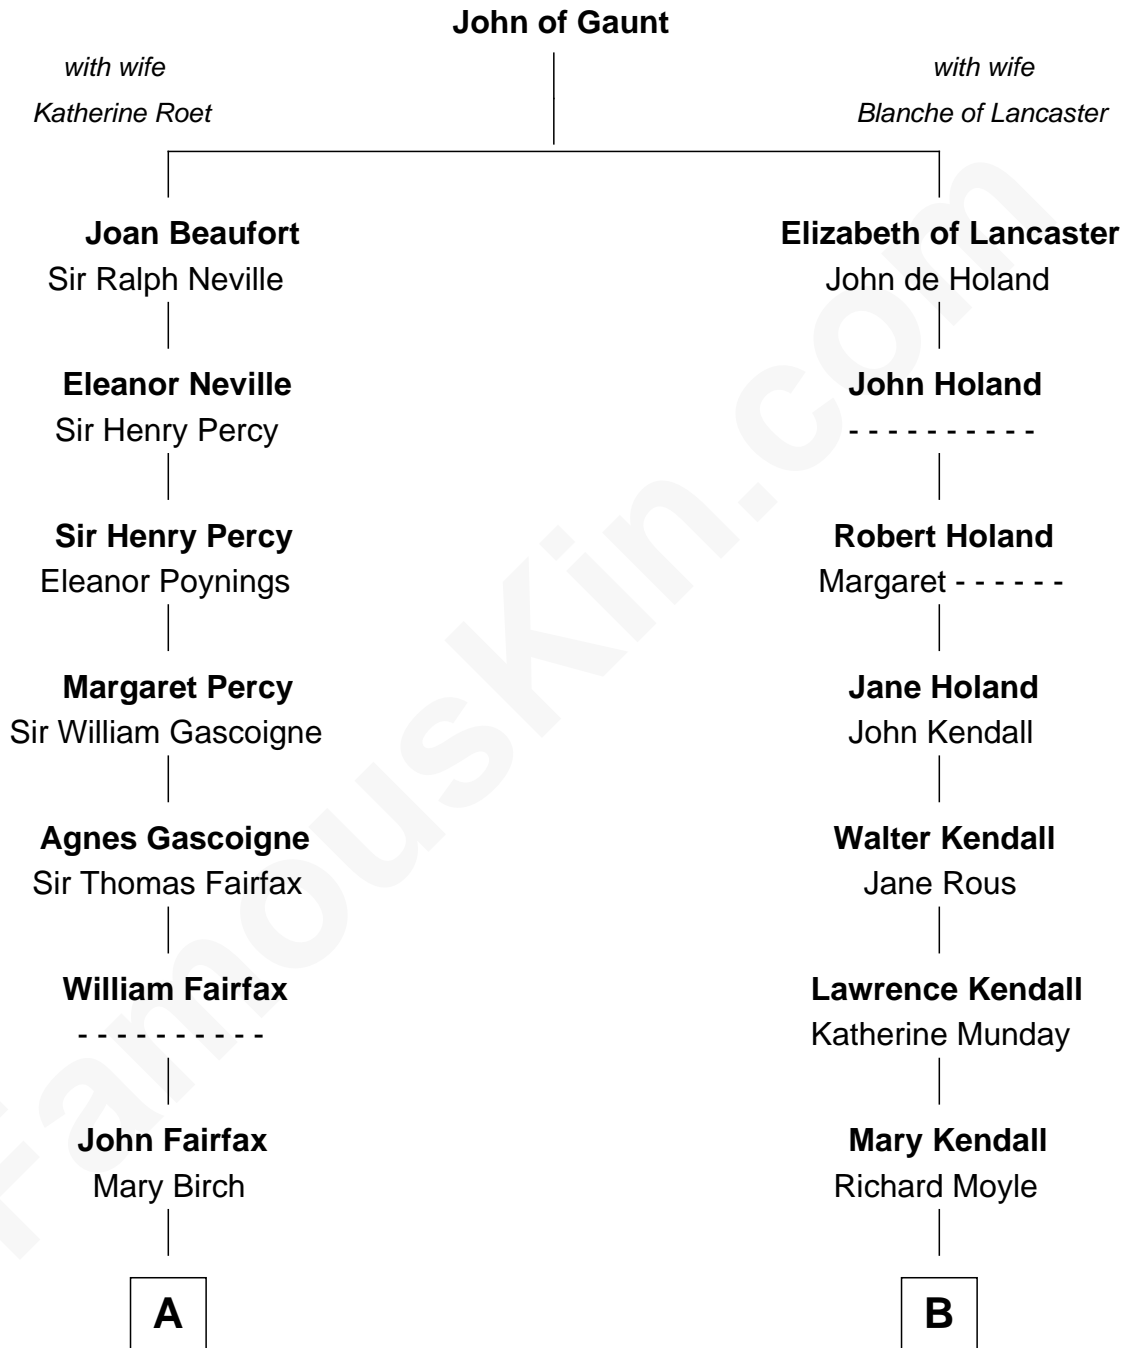 John of Gaunt
with wife
Katherine Roet
with wife
Blanche of Lancaster
Joan Beaufort
Sir Ralph Neville
Elizabeth of Lancaster
John de Holand
Eleanor Neville
Sir Henry Percy
John Holand
- - - - - - - - - -
Sir Henry Percy
Eleanor Poynings
Robert Holand
Margaret - - - - - -
Margaret Percy
Sir William Gascoigne
Jane Holand
John Kendall
Agnes Gascoigne
Sir Thomas Fairfax
Walter Kendall
Jane Rous
William Fairfax
- - - - - - - - - -
Lawrence Kendall
Katherine Munday
John Fairfax
Mary Birch
Mary Kendall
Richard Moyle
A
B
FamousKin.com